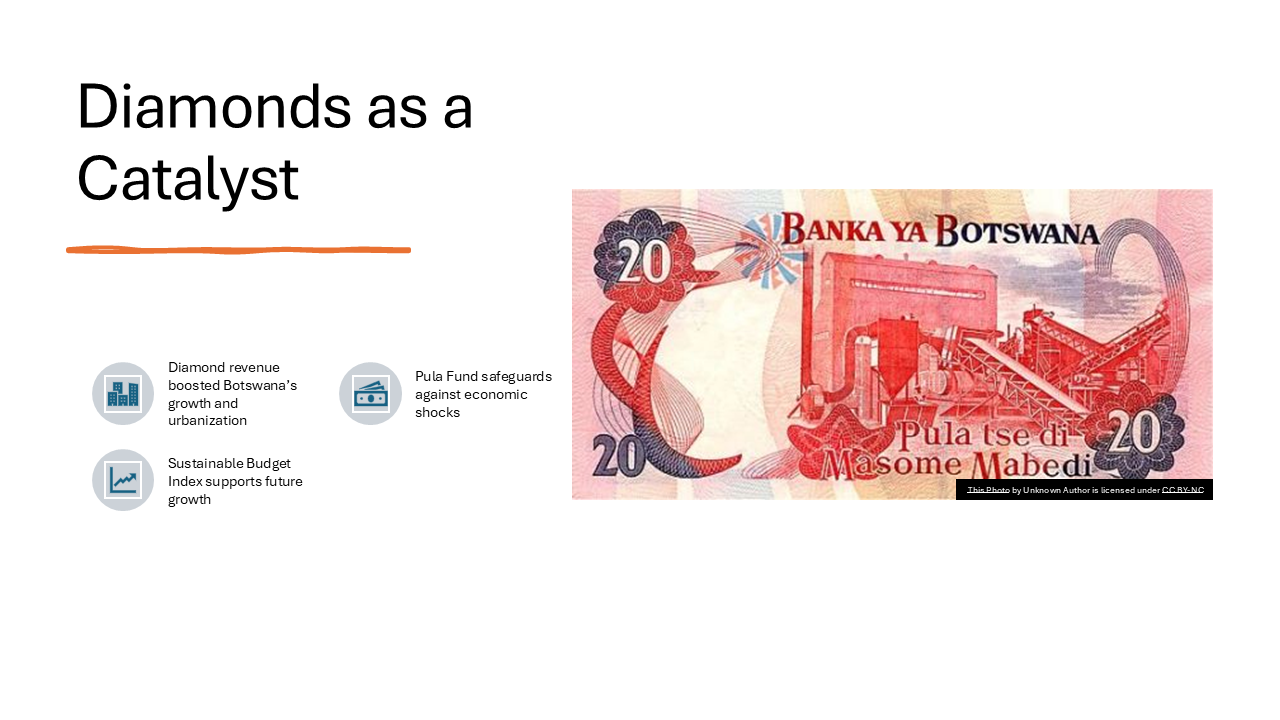 Diamonds as a
Catalyst
Diamond revenue
boosted Botswana's
growth and
urbanization
Pula Fund safeguards
against economic
shocks
Sustainable Budget
Index supports future
growth
20
BANKA YA BOTSWANA
Pula tse di
Masome Mabedi
20
20
This Photo by Unknown Author is licensed under CC BY-NC